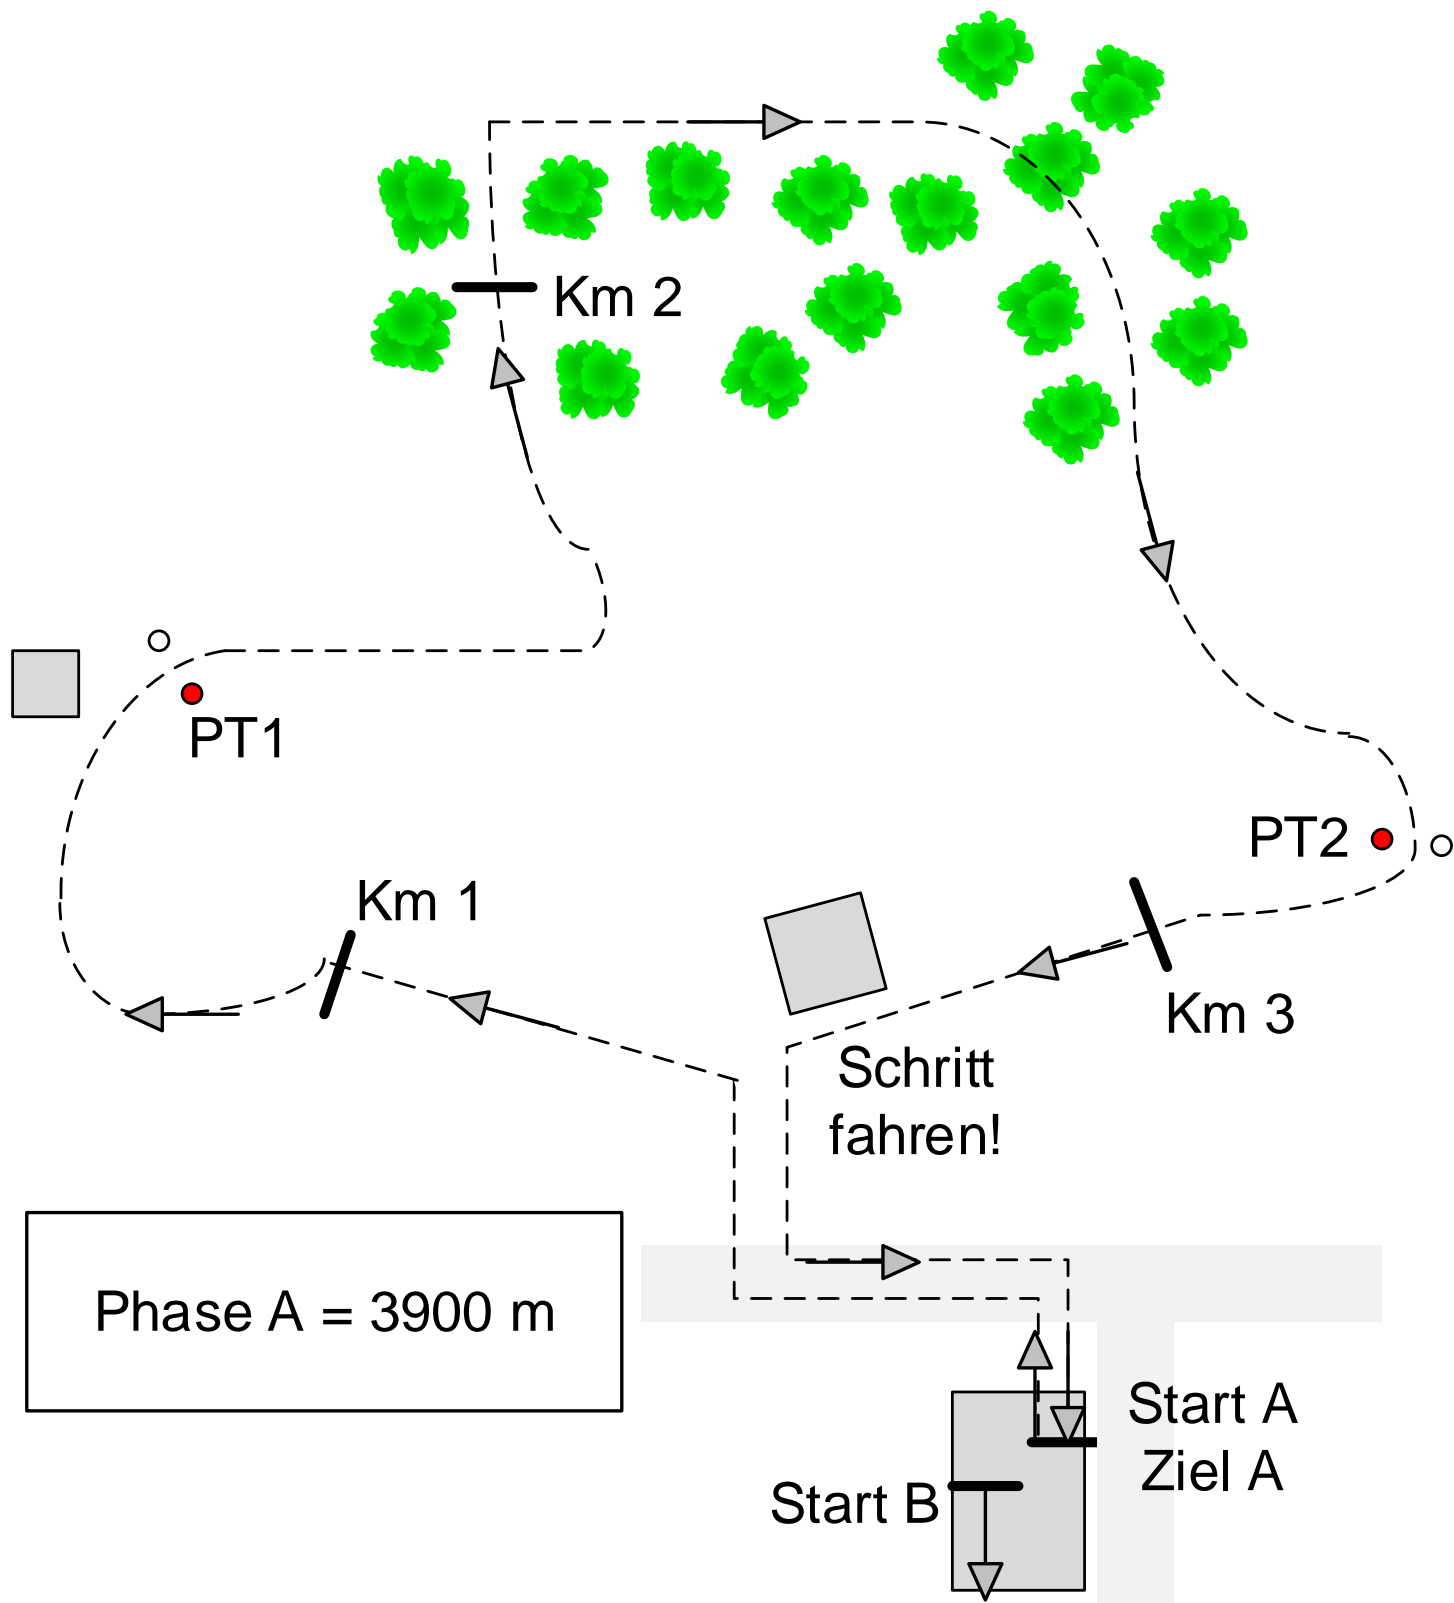 Km 2
PT1
PT2
Km 1
Km 3
Schritt
fahren!
Phase A = 3900 m
Start A
Ziel A
Start B